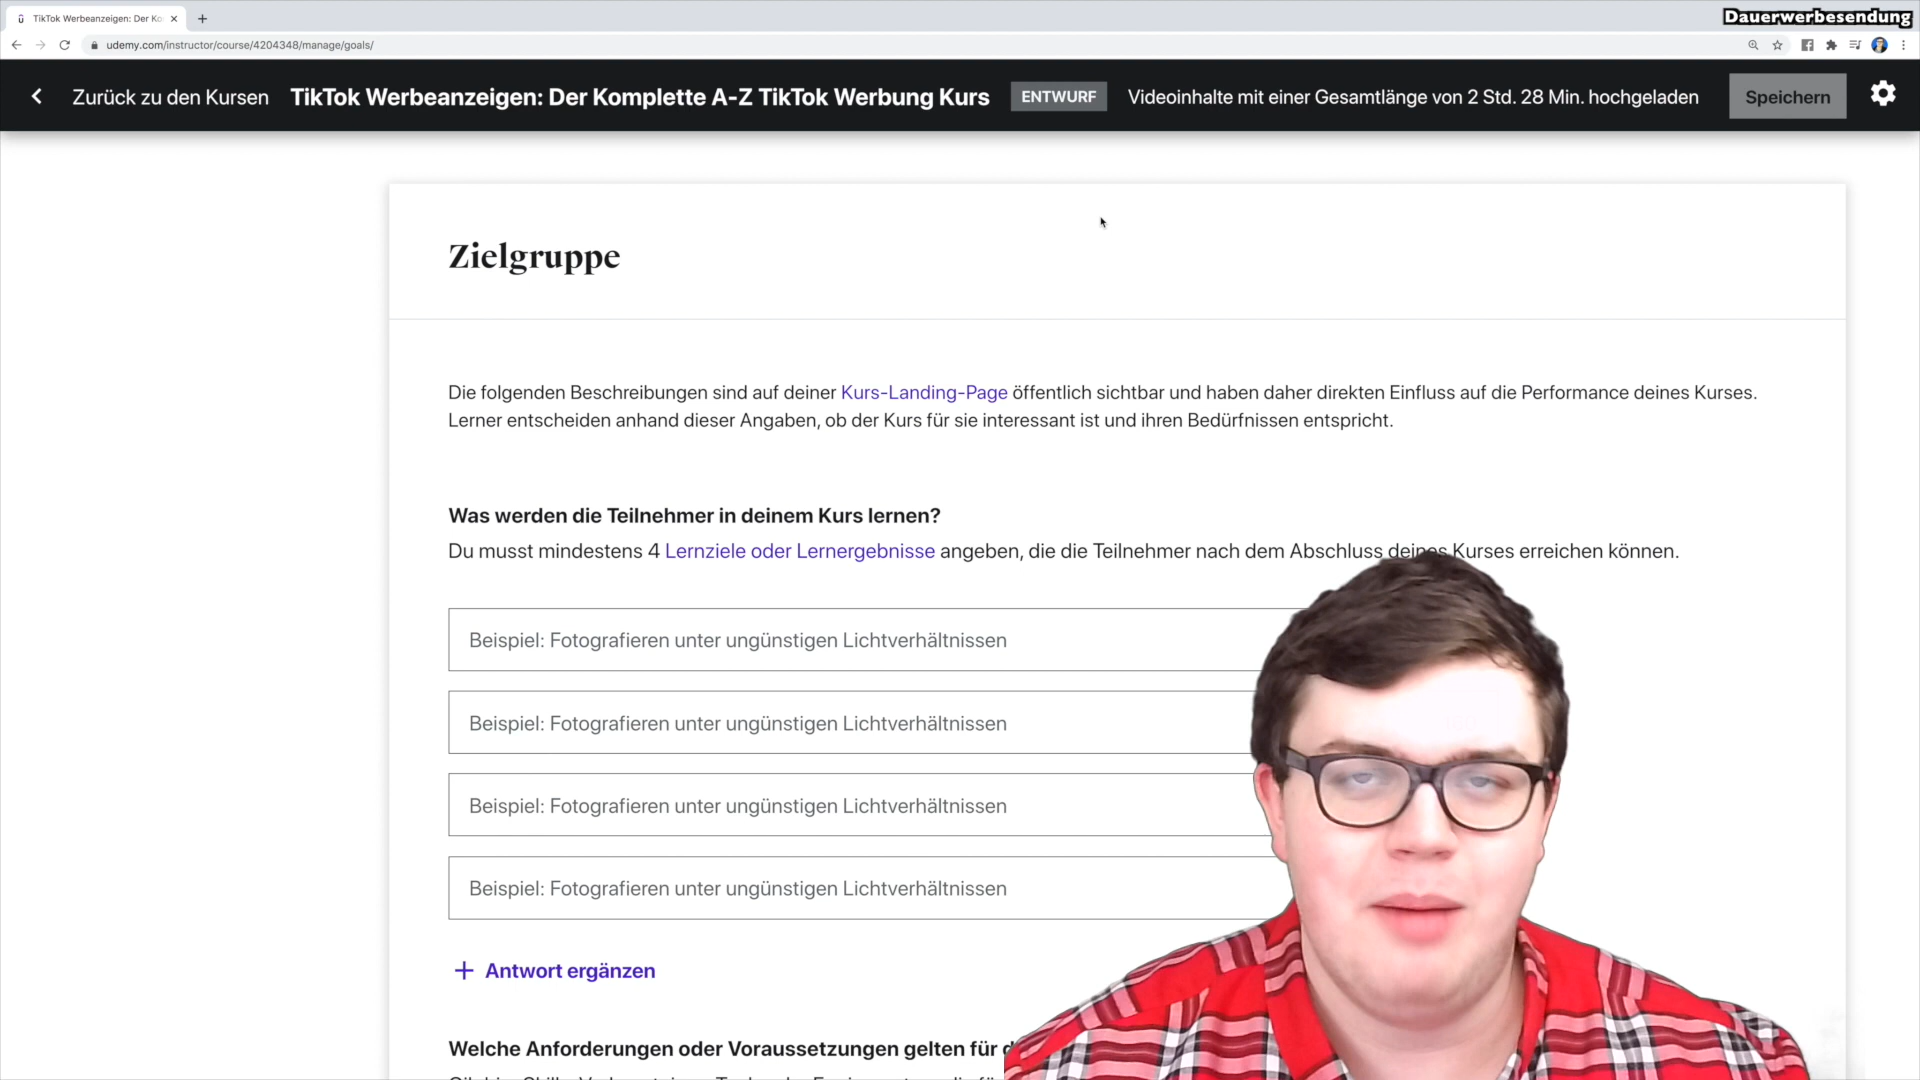 TikTok Werbeanzeigen: Der Ko
Dauerwerbesendung
udemy.com/instructor/course/4204348/manage/goals/
Zurück zu den Kursen TikTok Werbeanzeigen: Der Komplette A-Z TikTok Werbung Kurs ENTWURF Videoinhalte mit einer Gesamtlänge von 2 Std. 28 Min. hochgeladen Speichern
Zielgruppe
Die folgenden Beschreibungen sind auf deiner Kurs-Landing-Page öffentlich sichtbar und haben daher direkten Einfluss auf die Performance deines Kurses.
Lerner entscheiden anhand dieser Angaben, ob der Kurs für sie interessant ist und ihren Bedürfnissen entspricht.
Was werden die Teilnehmer in deinem Kurs lernen?
Du musst mindestens 4 Lernziele oder Lernergebnisse angeben, die die Teilnehmer nach dem Abschluss deines Kurses erreichen können.
Beispiel: Fotografieren unter ungünstigen Lichtverhältnissen
Beispiel: Fotografieren unter ungünstigen Lichtverhältnissen
Beispiel: Fotografieren unter ungünstigen Lichtverhältnissen
Beispiel: Fotografieren unter ungünstigen Lichtverhältnissen
+ Antwort ergänzen
Welche Anforderungen oder Voraussetzungen gelten für